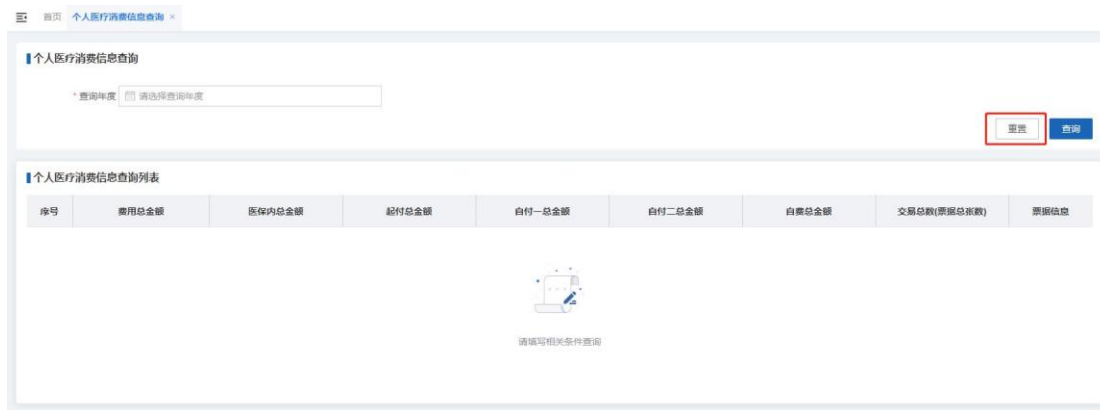 首页 个人医疗消费信息查询 ×
个人医疗消费信息查询
* 查询年度 请选择查询年度
重置 查询
个人医疗消费信息查询列表
序号 费用总金额 医保内总金额 起付总金额 自付一总金额 自付二总金额 自费总金额 交易总数(票据总张数) 票据信息
请填写相关条件查询